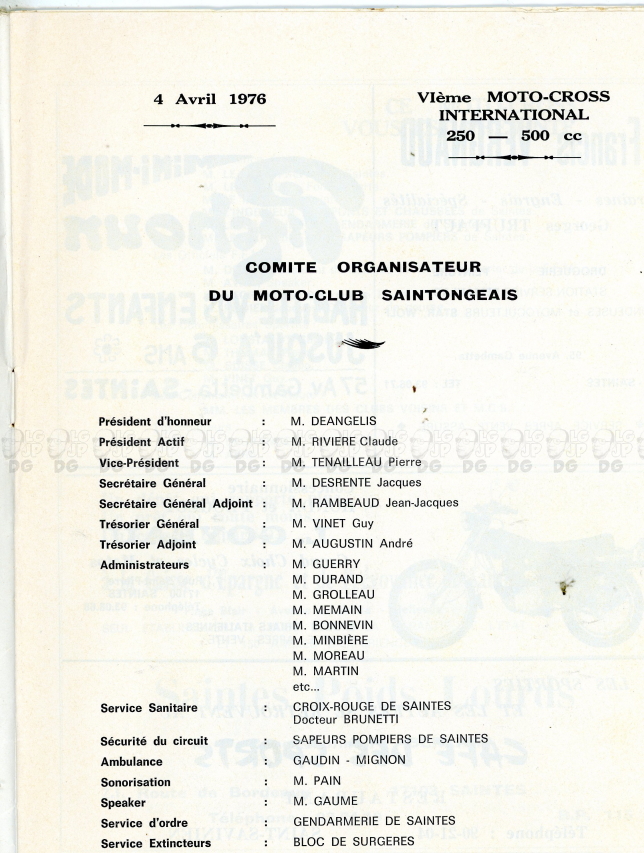 4 Avril 1976
VIème MOTO-CROSS
INTERNATIONAL
250 — 500 cc
COMITE ORGANISATEUR
DU MOTO-CLUB SAINTONGEAIS
Président d'honneur : M. DEANGELIS
Président Actif : M. RIVIERE Claude
Vice-Président : M. TENAILLEAU Pierre
Secrétaire Général : M. DESRENTE Jacques
Secrétaire Général Adjoint : M. RAMBEAUD Jean-Jacques
Trésorier Général : M. VINET Guy
Trésorier Adjoint : M. AUGUSTIN André
Administrateurs : M. GUERRY
M. DURAND
M. GROLLEAU
M. MEMAIN
M. BONNEVIN
M. MINBIÈRE
M. MOREAU
M. MARTIN
etc...
Service Sanitaire : CROIX-ROUGE DE SAINTES
Docteur BRUNETTI
Sécurité du circuit : SAPEURS POMPIERS DE SAINTES
Ambulance : GAUDIN - MIGNON
Sonorisation : M. PAIN
Speaker : M. GAUME
Service d'ordre : GENDARMERIE DE SAINTES
Service Extincteurs : BLOC DE SURGERES